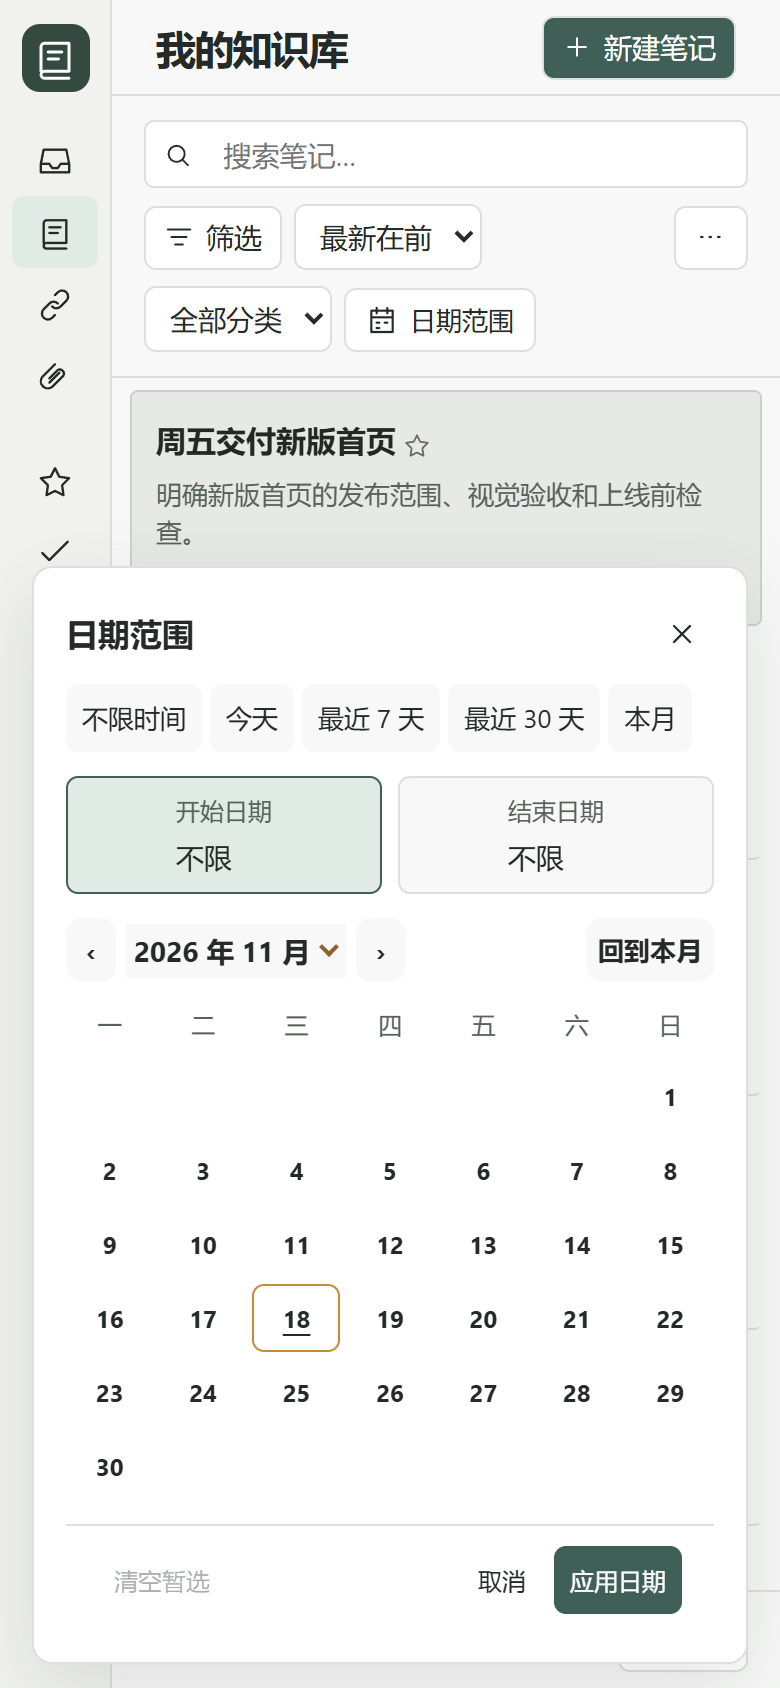 我的知识库
新建笔记
搜索笔记...
筛选 最新在前 ...
全部分类 日期范围
周五交付新版首页
明确新版首页的发布范围、视觉验收和上线前检
查。
日期范围
不限时间 今天 最近 7 天 最近 30 天 本月
开始日期 结束日期
不限 不限
‹ 2026 年 11 月 › 回到本月
一 二 三 四 五 六 日
1
2 3 4 5 6 7 8
9 10 11 12 13 14 15
16 17 18 19 20 21 22
23 24 25 26 27 28 29
30
清空暂选 取消 应用日期